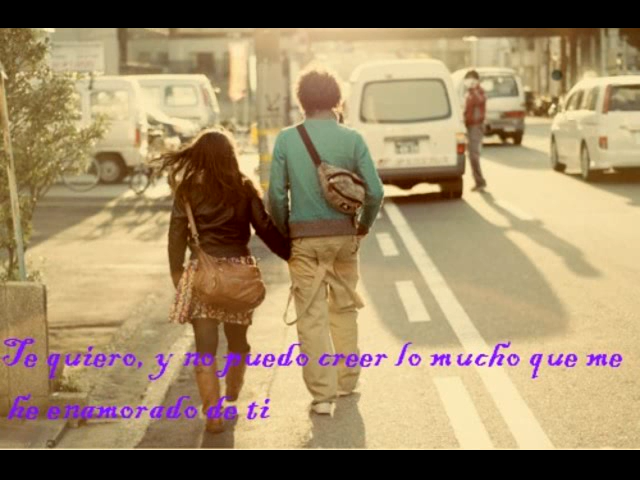 Te quiero, y no puedo creer lo mucho que me
he enamorado de ti